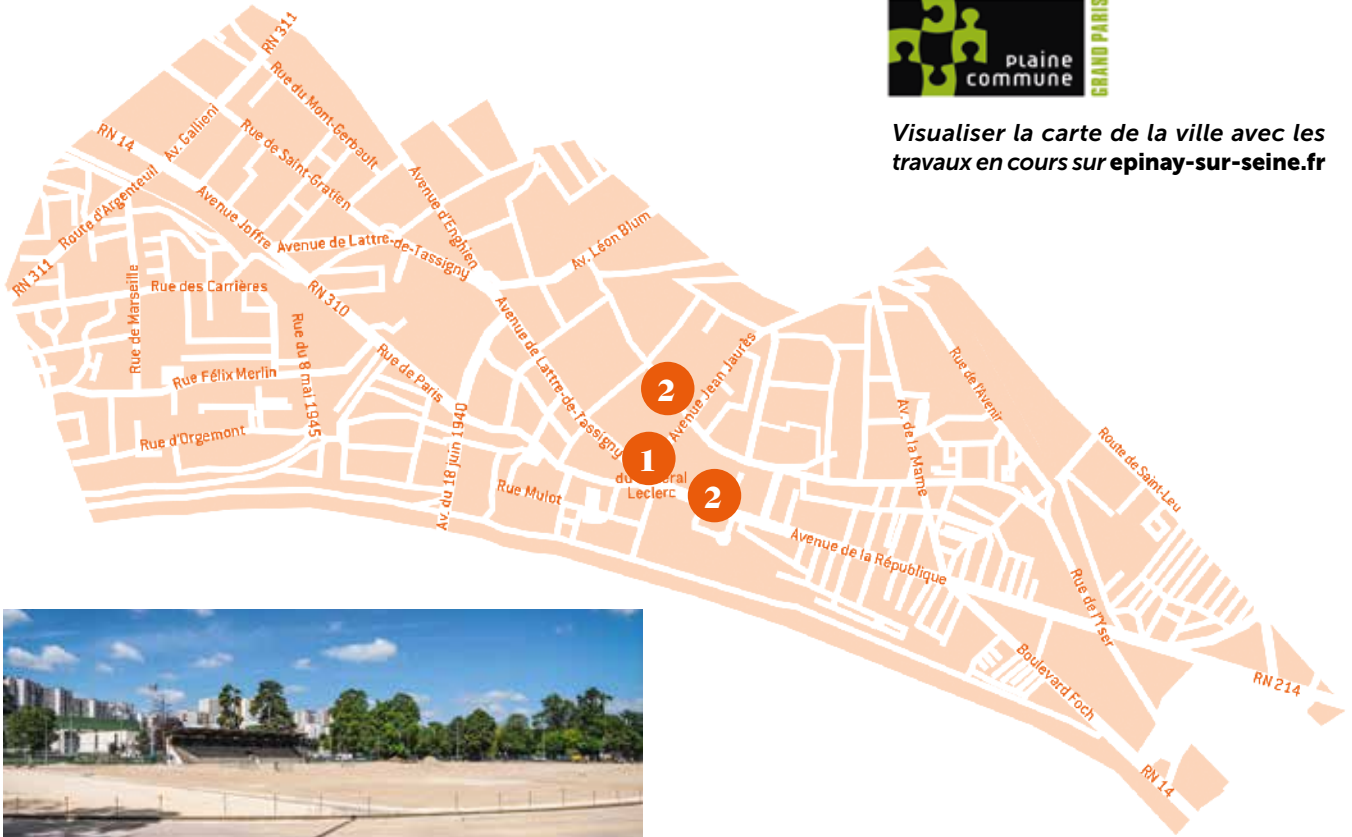 PLaine
commune
GRAND PARIS
Visualiser la carte de la ville avec les
travaux en cours sur epinay-sur-seine.fr
RN 311
Rue du Mont-Gerbault
Av. Gallieni
RN 14
Rue de Saint-Gratien
Route d'Argenteuil
Avenue Joffre
Avenue d'Enghien
Avenue de Lattre-de-Tassigny
Av. Léon Blum
RN 311
Rue de Marseille
Rue des Carrières
RN 310
Rue du 8 mai 1945
Avenue de Lattre-de-Tassigny
Rue de Paris
Rue Félix Merlin
Rue d'Orgemont
Av. du 18 juin 1940
Avenue Jean Jaurès
2
1
2
Leclerc
Rue Mulot
Rue de l'Avenir
Av. de la Marne
Route de Saint-Leu
Avenue de la République
Rue de l'Yser
Boulevard Foch
RN 214
RN 14